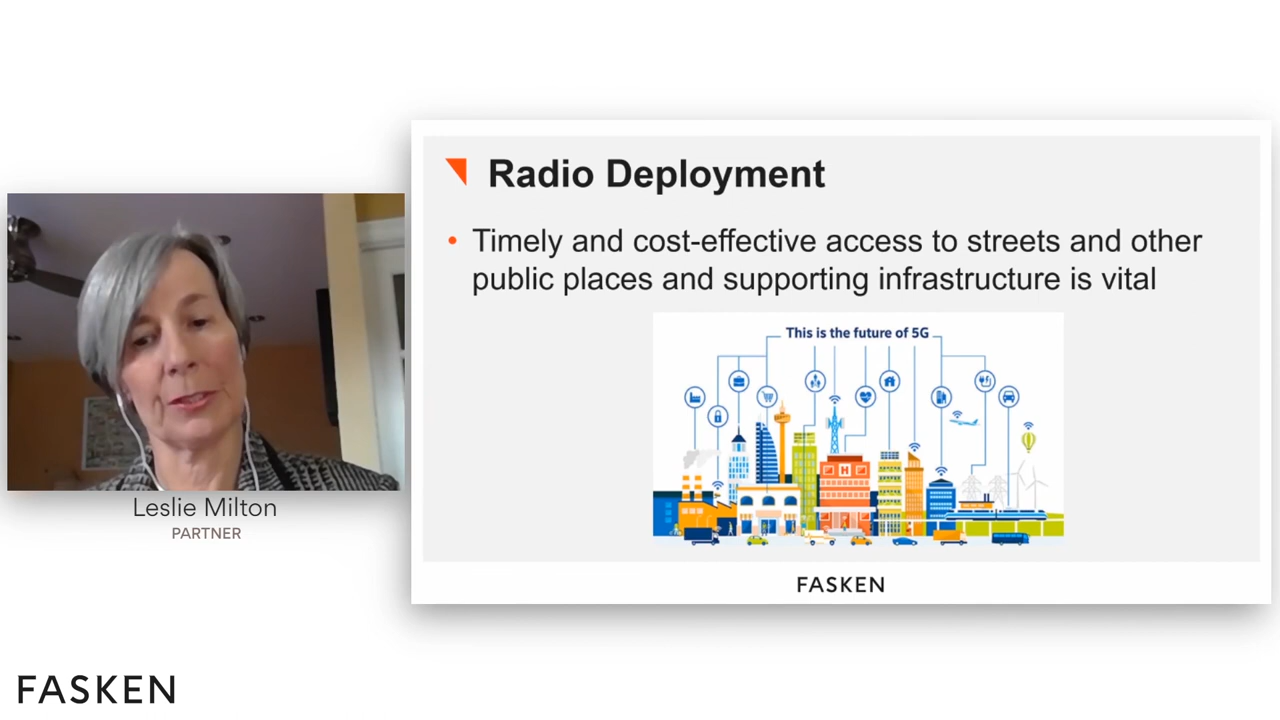 Radio Deployment
• Timely and cost-effective access to streets and other
public places and supporting infrastructure is vital
This is the future of 5G
H
FASKEN
Leslie Milton
PARTNER
FASKEN